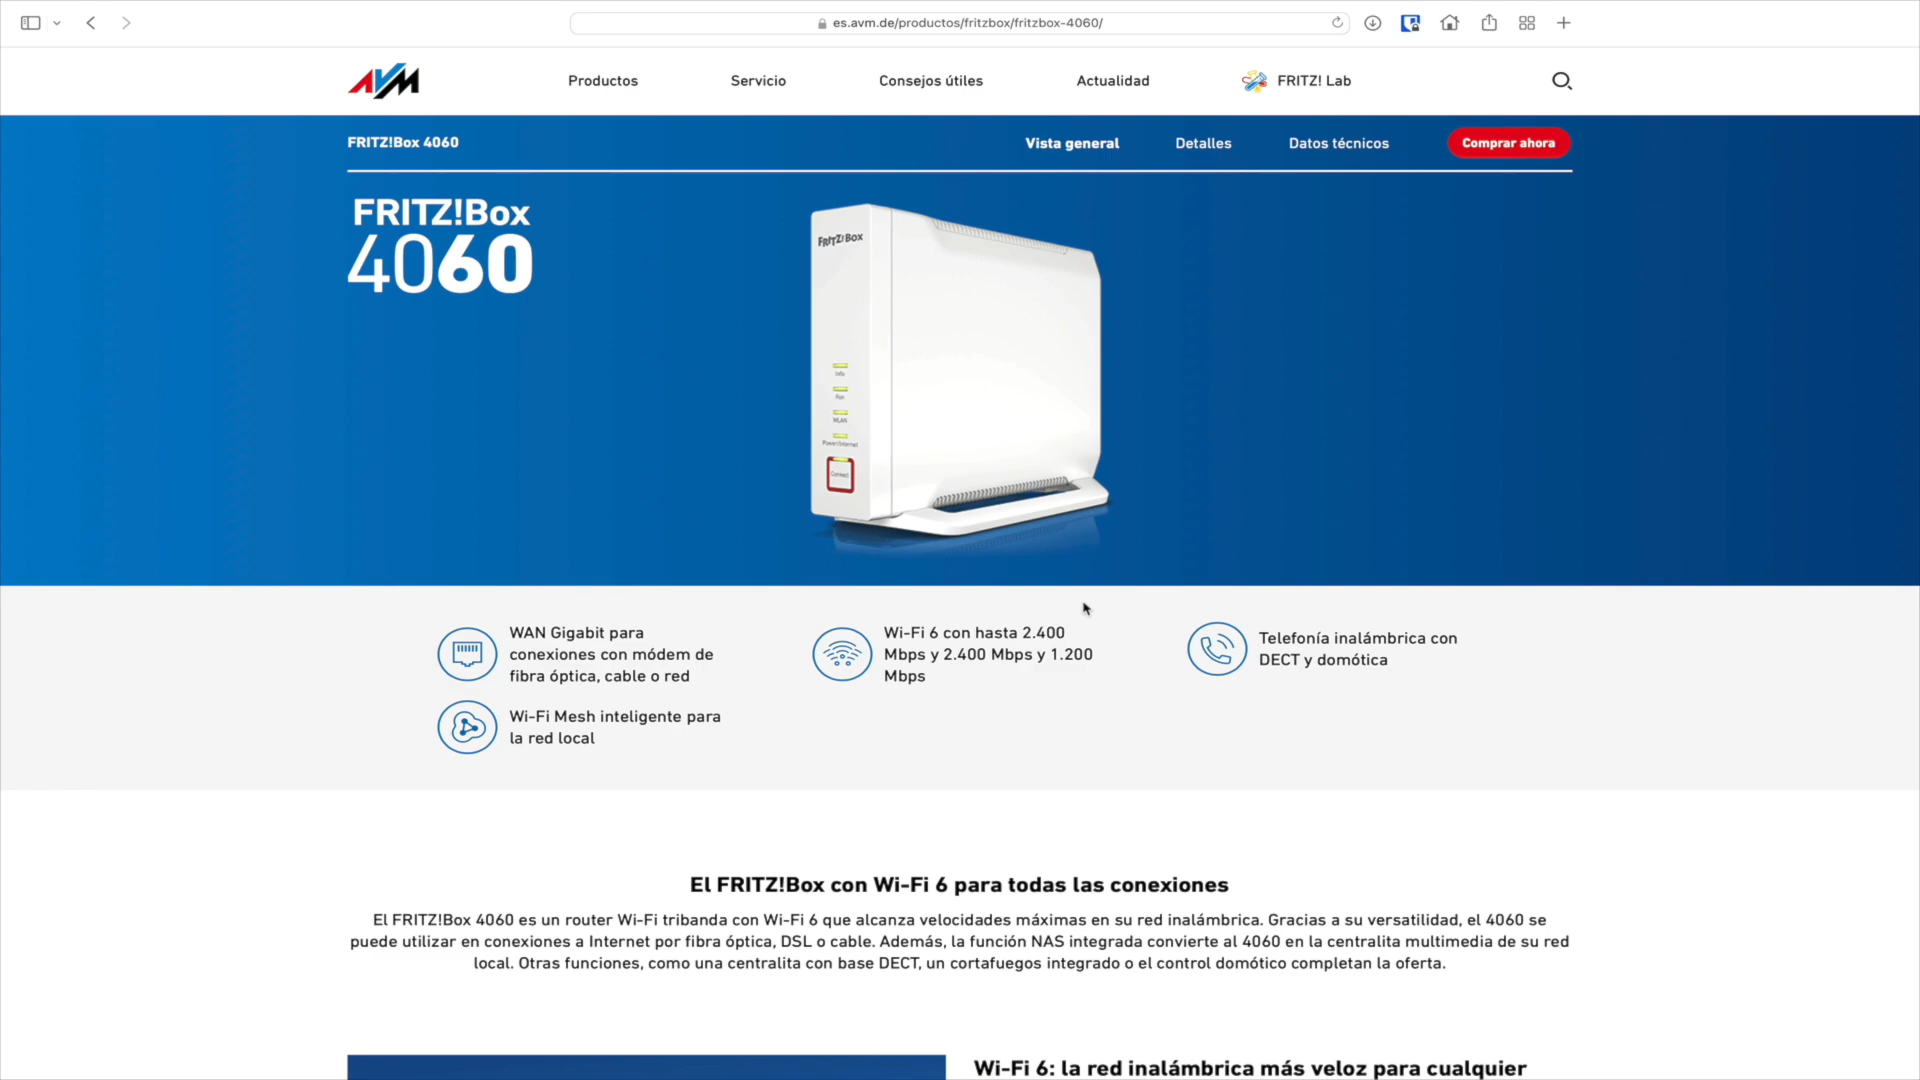 es.avm.de/productos/fritzbox/fritzbox-4060/
AVM
Productos
Servicio
Consejos útiles
Actualidad
FRITZ! Lab
FRITZ!Box 4060
Vista general
Detalles
Datos técnicos
Comprar ahora
FRITZ!Box
4060
FRITZ!Box
Info
Fon
WLAN
Power/Internet
Connect
WAN Gigabit para
conexiones con módem de
fibra óptica, cable o red
Wi-Fi 6 con hasta 2.400
Mbps y 2.400 Mbps y 1.200
Mbps
Telefonía inalámbrica con
DECT y domótica
Wi-Fi Mesh inteligente para
la red local
El FRITZ!Box con Wi-Fi 6 para todas las conexiones
El FRITZ!Box 4060 es un router Wi-Fi tribanda con Wi-Fi 6 que alcanza velocidades máximas en su red inalámbrica. Gracias a su versatilidad, el 4060 se
puede utilizar en conexiones a Internet por fibra óptica, DSL o cable. Además, la función NAS integrada convierte al 4060 en la centralita multimedia de su red
local. Otras funciones, como una centralita con base DECT, un cortafuegos integrado o el control domótico completan la oferta.
Wi-Fi 6: la red inalámbrica más veloz para cualquier